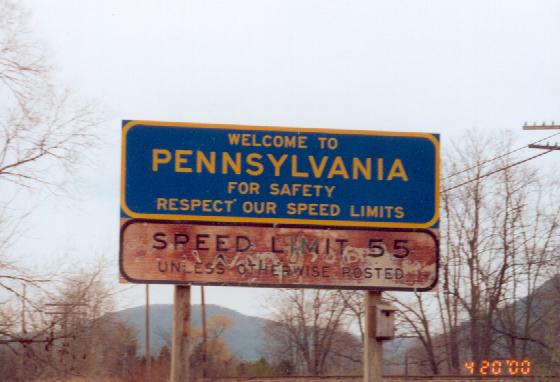 WELCOME TO
PENNSYLVANIA
FOR SAFETY
RESPECT OUR SPEED LIMITS
SPEED LIMIT 55
UNLESS OTHERWISE POSTED
4 20'00